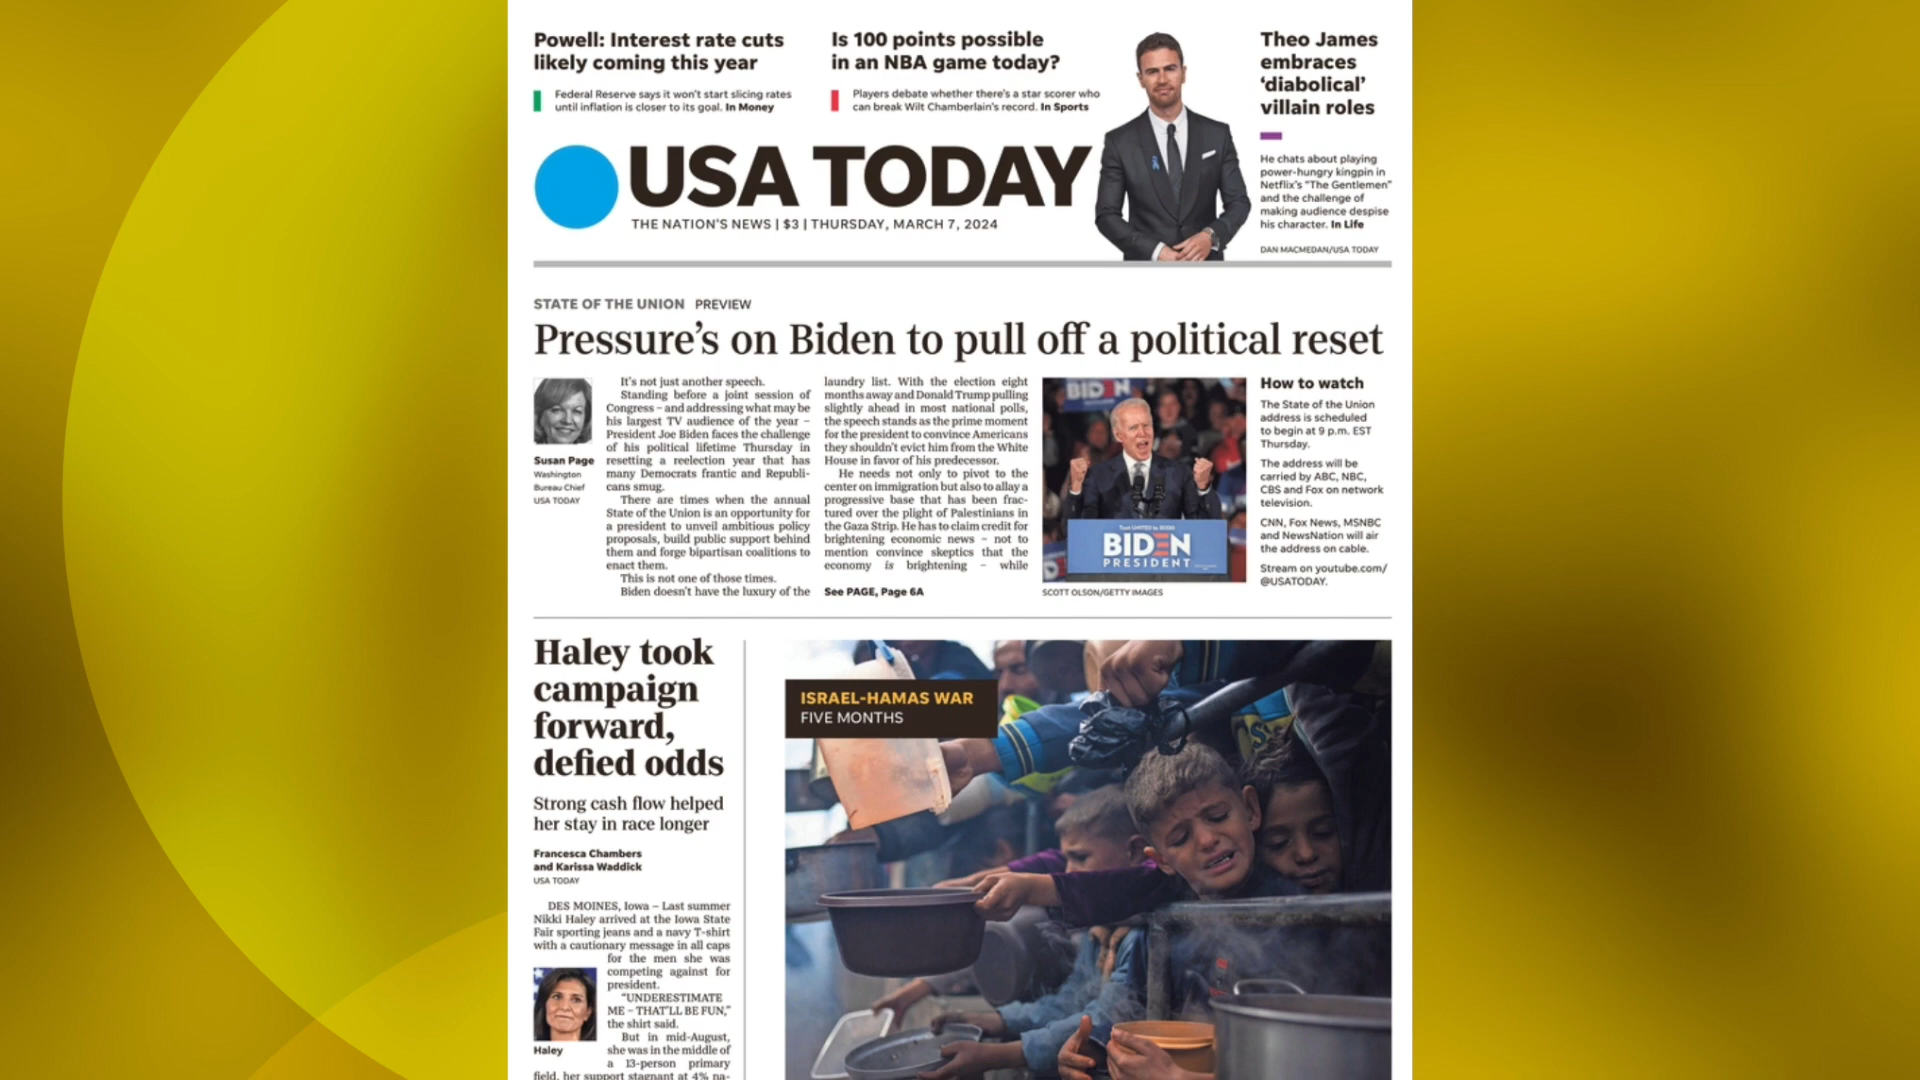 Powell: Interest rate cuts
likely coming this year
Federal Reserve says it won't start slicing rates
until inflation is closer to its goal. In Money
Is 100 points possible
in an NBA game today?
Players debate whether there's a star scorer who
can break Wilt Chamberlain's record. In Sports
Theo James
embraces
‘diabolical’
villain roles
He chats about playing
power-hungry kingpin in
Netflix's "The Gentlemen"
and the challenge of
making audience despise
his character. In Life
DAN MACMEDAN/USA TODAY
USA TODAY
THE NATION'S NEWS | $3 | THURSDAY, MARCH 7, 2024
STATE OF THE UNION PREVIEW
Pressure’s on Biden to pull off a political reset
Susan Page
Washington
Bureau Chief
USA TODAY
It’s not just another speech.
Standing before a joint session of
Congress – and addressing what may be
his largest TV audience of the year –
President Joe Biden faces the challenge
of his political lifetime Thursday in
resetting a reelection year that has
many Democrats frantic and Republi-
cans smug.
There are times when the annual
State of the Union is an opportunity for
a president to unveil ambitious policy
proposals, build public support behind
them and forge bipartisan coalitions to
enact them.
This is not one of those times.
Biden doesn’t have the luxury of the
laundry list. With the election eight
months away and Donald Trump pulling
slightly ahead in most national polls,
the speech stands as the prime moment
for the president to convince Americans
they shouldn’t evict him from the White
House in favor of his predecessor.
He needs not only to pivot to the
center on immigration but also to allay a
progressive base that has been frac-
tured over the plight of Palestinians in
the Gaza Strip. He has to claim credit for
brightening economic news – not to
mention convince skeptics that the
economy is brightening – while
See PAGE, Page 6A
BIDEN
Text UNITED to 30330
BIDEN
PRESIDENT
SCOTT OLSON/GETTY IMAGES
How to watch
The State of the Union
address is scheduled
to begin at 9 p.m. EST
Thursday.
The address will be
carried by ABC, NBC,
CBS and Fox on network
television.
CNN, Fox News, MSNBC
and NewsNation will air
the address on cable.
Stream on youtube.com/
@USATODAY.
Haley took
campaign
forward,
defied odds
Strong cash flow helped
her stay in race longer
Francesca Chambers
and Karissa Waddick
USA TODAY
DES MOINES, Iowa – Last summer
Nikki Haley arrived at the Iowa State
Fair sporting jeans and a navy T-shirt
with a cautionary message in all caps
for the men she was
competing against for
president.
“UNDERESTIMATE
ME – THAT’LL BE FUN,”
the shirt said.
But in mid-August,
she was in the middle of
a 13-person primary
field, her support stagnant at 4% na-
Haley
ISRAEL-HAMAS WAR
FIVE MONTHS